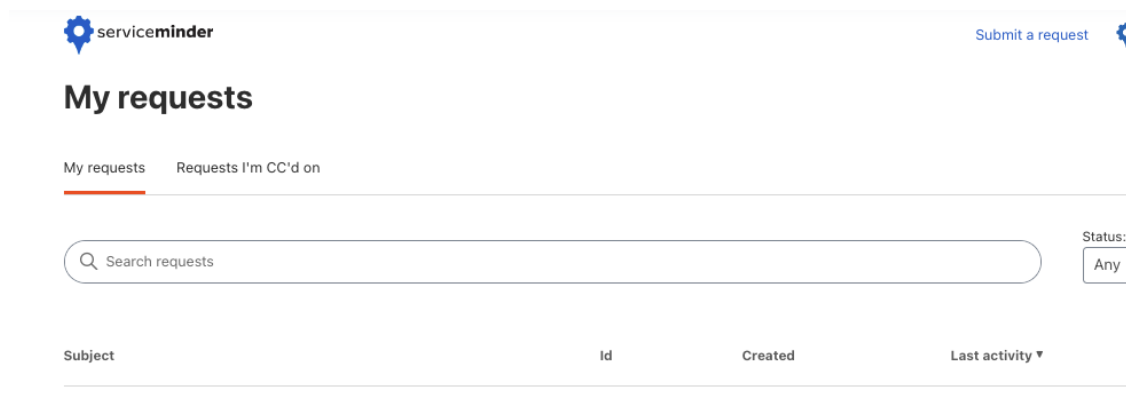 serviceminder
Submit a request
My requests
My requests Requests I'm CC'd on
Status:
Search requests
Any
Subject Id Created Last activity ▼